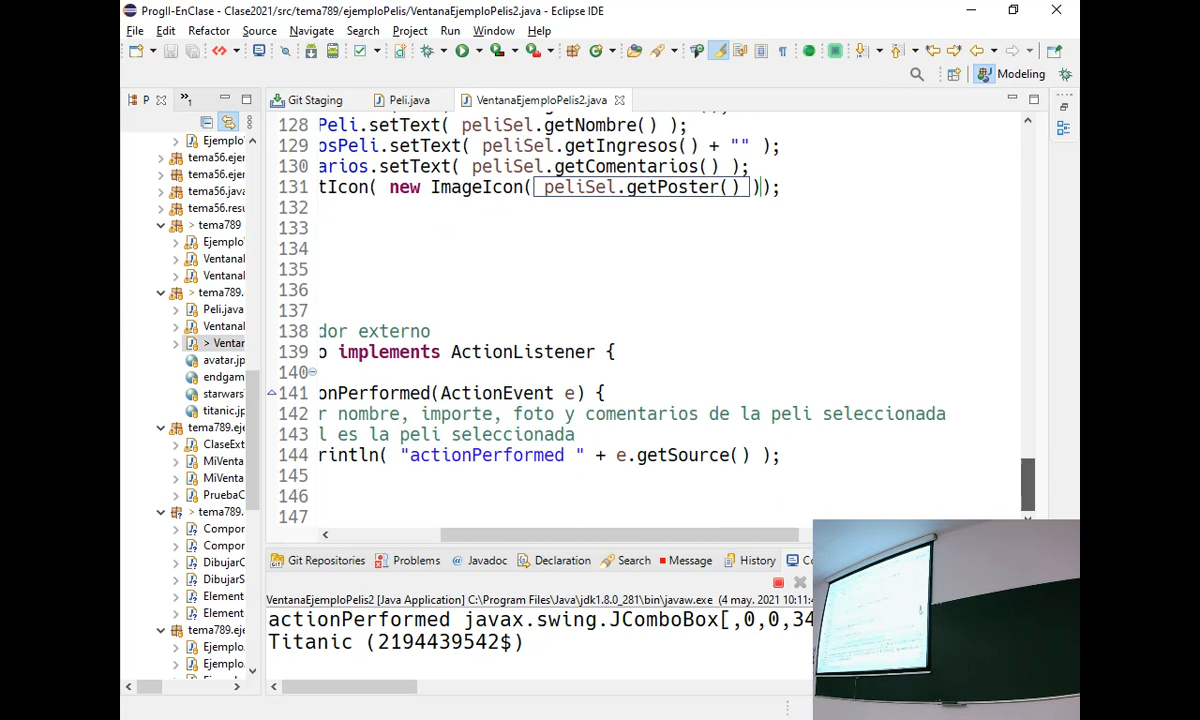 ProgII-EnClase - Clase2021/src/tema789/ejemploPelis/VentanaEjemploPelis2.java - Eclipse IDE
File Edit Refactor Source Navigate Search Project Run Window Help
Modeling
P
»1
Git Staging Peli.java VentanaEjemploPelis2.java
Ejemplo
tema56.ejer
tema56.ejer
tema56.java
tema56.resu
> tema789
Ejemplo'
Ventana
Ventana
> tema789.
Peli.java
Ventanal
> Ventar
avatar.jp
endgam
starwars
titanic.jp
tema789.eje
ClaseExt
MiVenta
MiVenta
PruebaC
> tema789.
Compor
Compor
DibujarC
DibujarS
Element
Element
tema789.eje
Ejemplo.
Ejemplo.
128 Peli.setText( peliSel.getNombre() );
129 osPeli.setText( peliSel.getIngresos() + "" );
130 arios.setText( peliSel.getComentarios() );
131 tIcon( new ImageIcon( peliSel.getPoster() ));
132
133
134
135
136
137
138 dor externo
139 o implements ActionListener {
140
141 onPerformed(ActionEvent e) {
142 r nombre, importe, foto y comentarios de la peli seleccionada
143 l es la peli seleccionada
144 rintln( "actionPerformed " + e.getSource() );
145
146
147
Git Repositories Problems @ Javadoc Declaration Search Message History Co
VentanaEjemploPelis2 [Java Application] C:\Program Files\Java\jdk1.8.0_281\bin\javaw.exe (4 may. 2021 10:11:4
actionPerformed javax.swing.JComboBox[,0,0,34
Titanic (2194439542$)